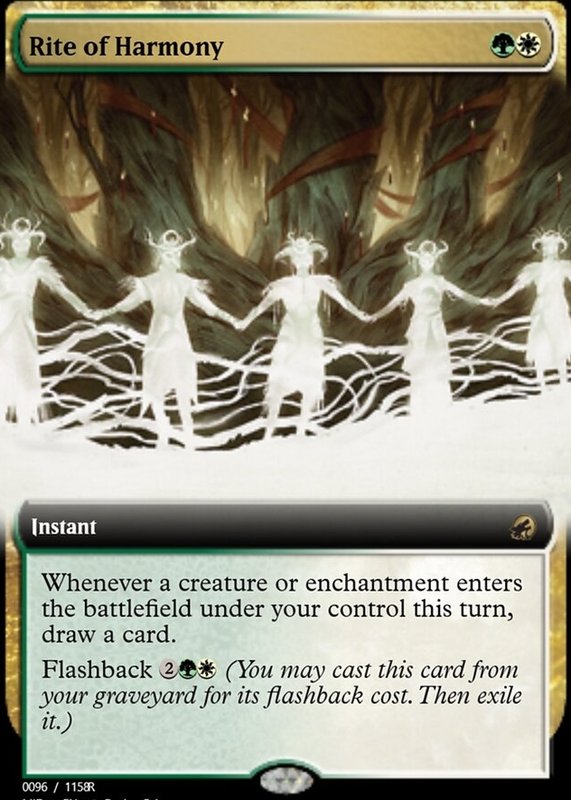 Rite of Harmony
Instant
Whenever a creature or enchantment enters
the battlefield under your control this turn,
draw a card.
Flashback 2 (You may cast this card from
your graveyard for its flashback cost. Then exile
it.)
0096 / 1158R